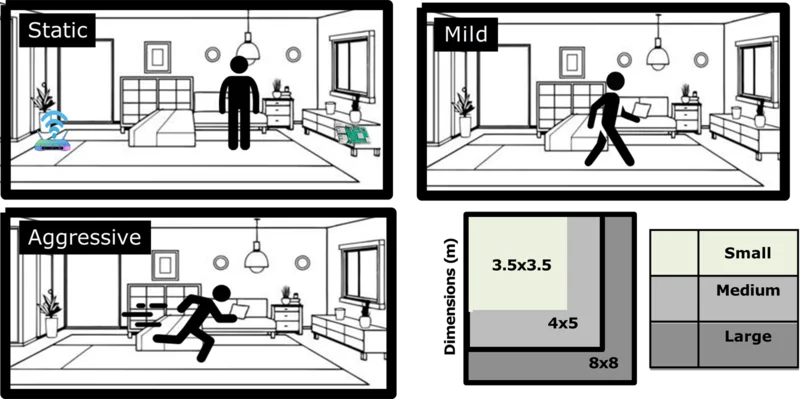 Static
Mild
Aggressive
Dimensions (m)
3.5x3.5
4x5
8x8
Small
Medium
Large